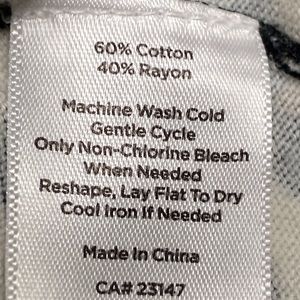 60% Cotton
40% Rayon
Machine Wash Cold
Gentle Cycle
Only Non-Chlorine Bleach
When Needed
Reshape, Lay Flat To Dry
Cool Iron If Needed
Made In China
CA# 23147